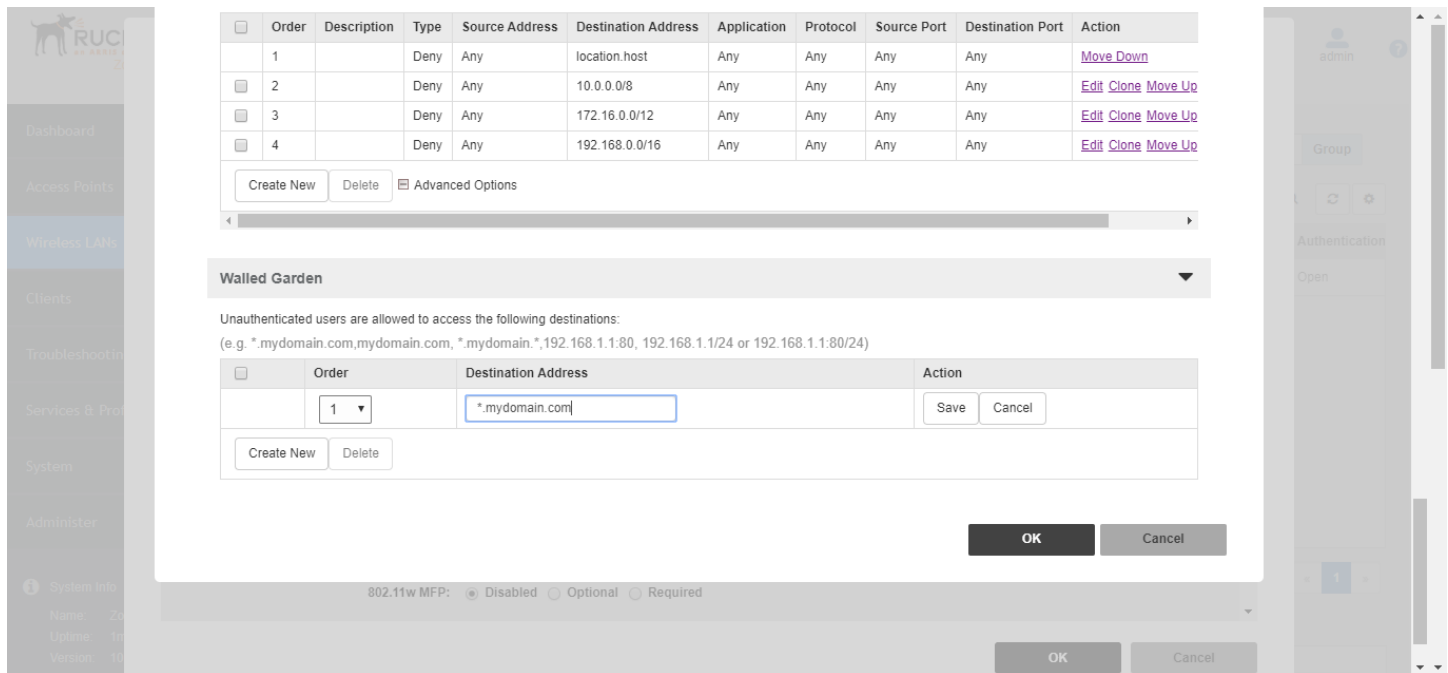 RUC
admin
Order Description Type Source Address Destination Address Application Protocol Source Port Destination Port Action
1 Deny Any location.host Any Any Any Any Move Down
2 Deny Any 10.0.0.0/8 Any Any Any Any Edit Clone Move Up
3 Deny Any 172.16.0.0/12 Any Any Any Any Edit Clone Move Up
4 Deny Any 192.168.0.0/16 Any Any Any Any Edit Clone Move Up
Create New Delete Advanced Options
Dashboard
Access Points
Wireless LANs
Clients
Troubleshootin
Services & Prof
System
Administer
Group
Authentication
Open
Walled Garden
Unauthenticated users are allowed to access the following destinations:
(e.g. *.mydomain.com,mydomain.com, *.mydomain.*,192.168.1.1:80, 192.168.1.1/24 or 192.168.1.1:80/24)
Order Destination Address Action
1 *.mydomain.com Save Cancel
Create New Delete
OK Cancel
1
System Info
Name: Zo
Uptime: 1m
Version: 10
802.11w MFP: Disabled Optional Required
OK Cancel